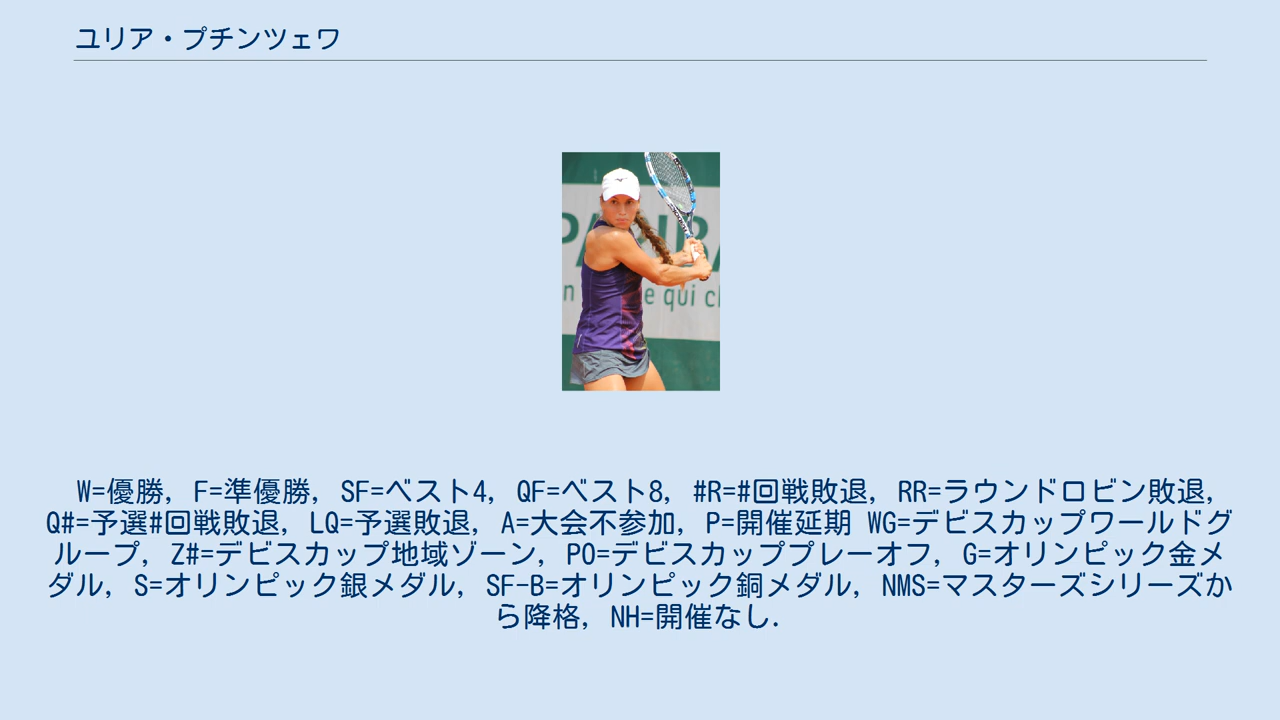 ユリア・プチンツェワ
PARIBA
n
e qui ch
W=優勝, F=準優勝, SF=ベスト4, QF=ベスト8, #R=#回戦敗退, RR=ラウンドロビン敗退,
Q#=予選#回戦敗退, LQ=予選敗退, A=大会不参加, P=開催延期 WG=デビスカップワールドグ
ループ, Z#=デビスカップ地域ゾーン, PO=デビスカッププレーオフ, G=オリンピック金メ
ダル, S=オリンピック銀メダル, SF-B=オリンピック銅メダル, NMS=マスターズシリーズか
ら降格, NH=開催なし.